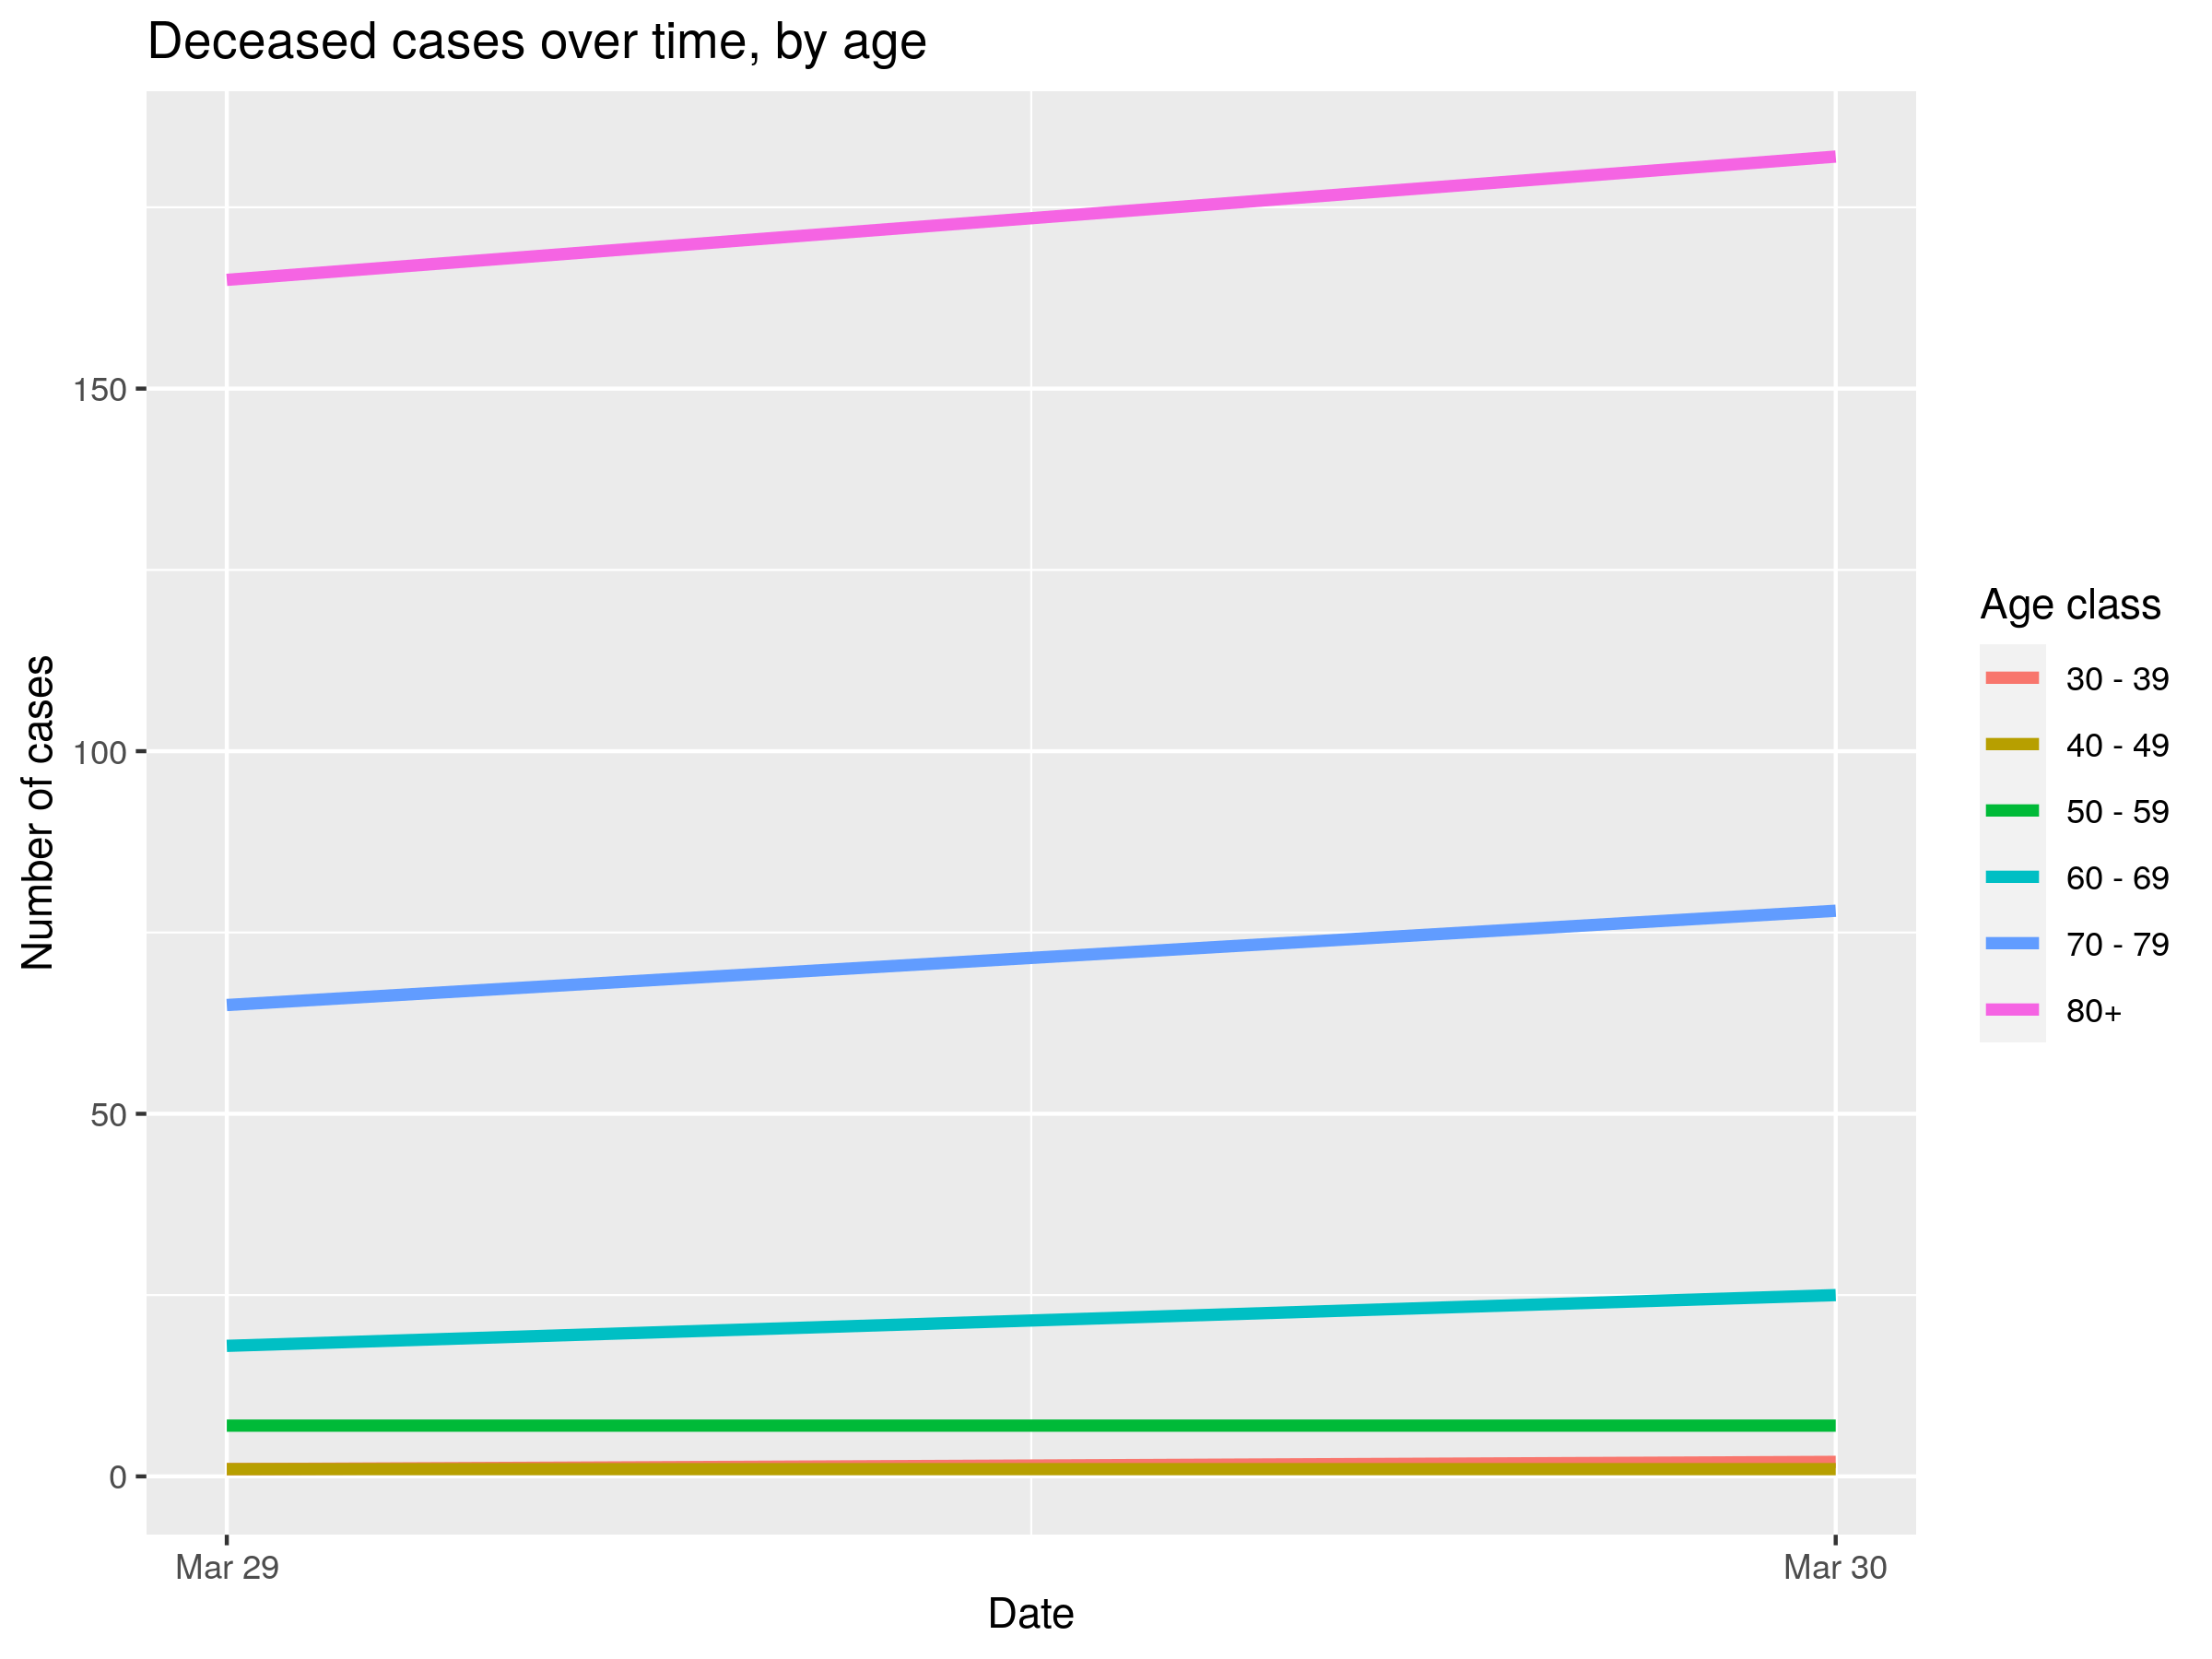 Deceased cases over time, by age
Number of cases
150
100
50
0
Mar 29
Mar 30
Date
Age class
30 - 39
40 - 49
50 - 59
60 - 69
70 - 79
80+